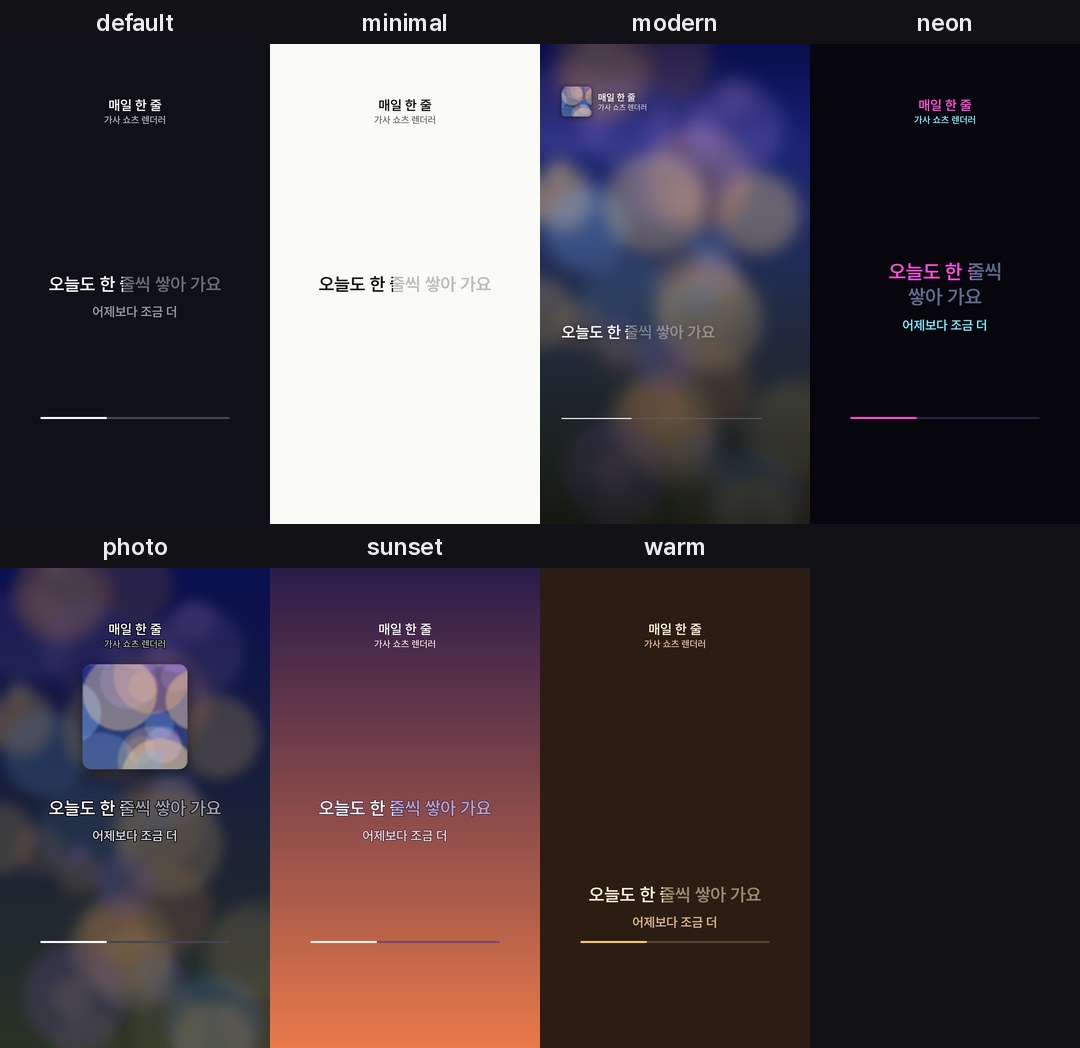 default
minimal
modern
neon
매일 한 줄
가사 쇼츠 렌더러
오늘도 한 줄씩 쌓아 가요
어제보다 조금 더
매일 한 줄
가사 쇼츠 렌더러
오늘도 한 줄씩 쌓아 가요
매일 한 줄
가사 쇼츠 렌더러
오늘도 한 줄씩 쌓아 가요
매일 한 줄
가사 쇼츠 렌더러
오늘도 한 줄씩
쌓아 가요
어제보다 조금 더
photo
sunset
warm
매일 한 줄
가사 쇼츠 렌더러
오늘도 한 줄씩 쌓아 가요
어제보다 조금 더
매일 한 줄
가사 쇼츠 렌더러
오늘도 한 줄씩 쌓아 가요
어제보다 조금 더
매일 한 줄
가사 쇼츠 렌더러
오늘도 한 줄씩 쌓아 가요
어제보다 조금 더